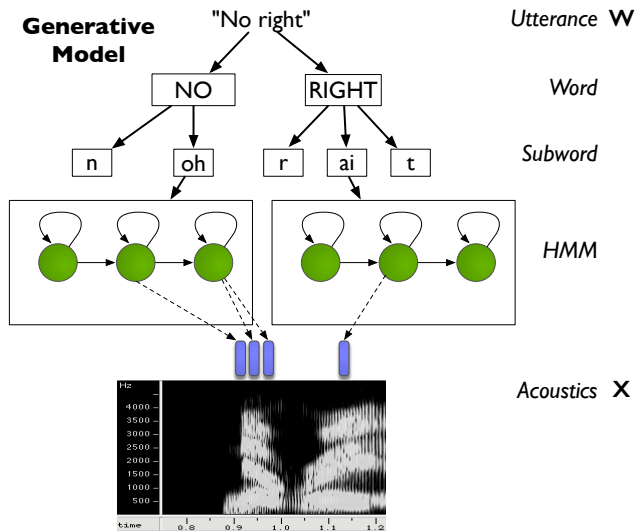 Generative
Model
"No right"
Utterance W
NO
RIGHT
Word
n
oh
r
ai
t
Subword
HMM
Acoustics X
Hz
4000
3500
3000
2500
2000
1500
1000
500
time
0.8
0.9
1.0
1.1
1.2